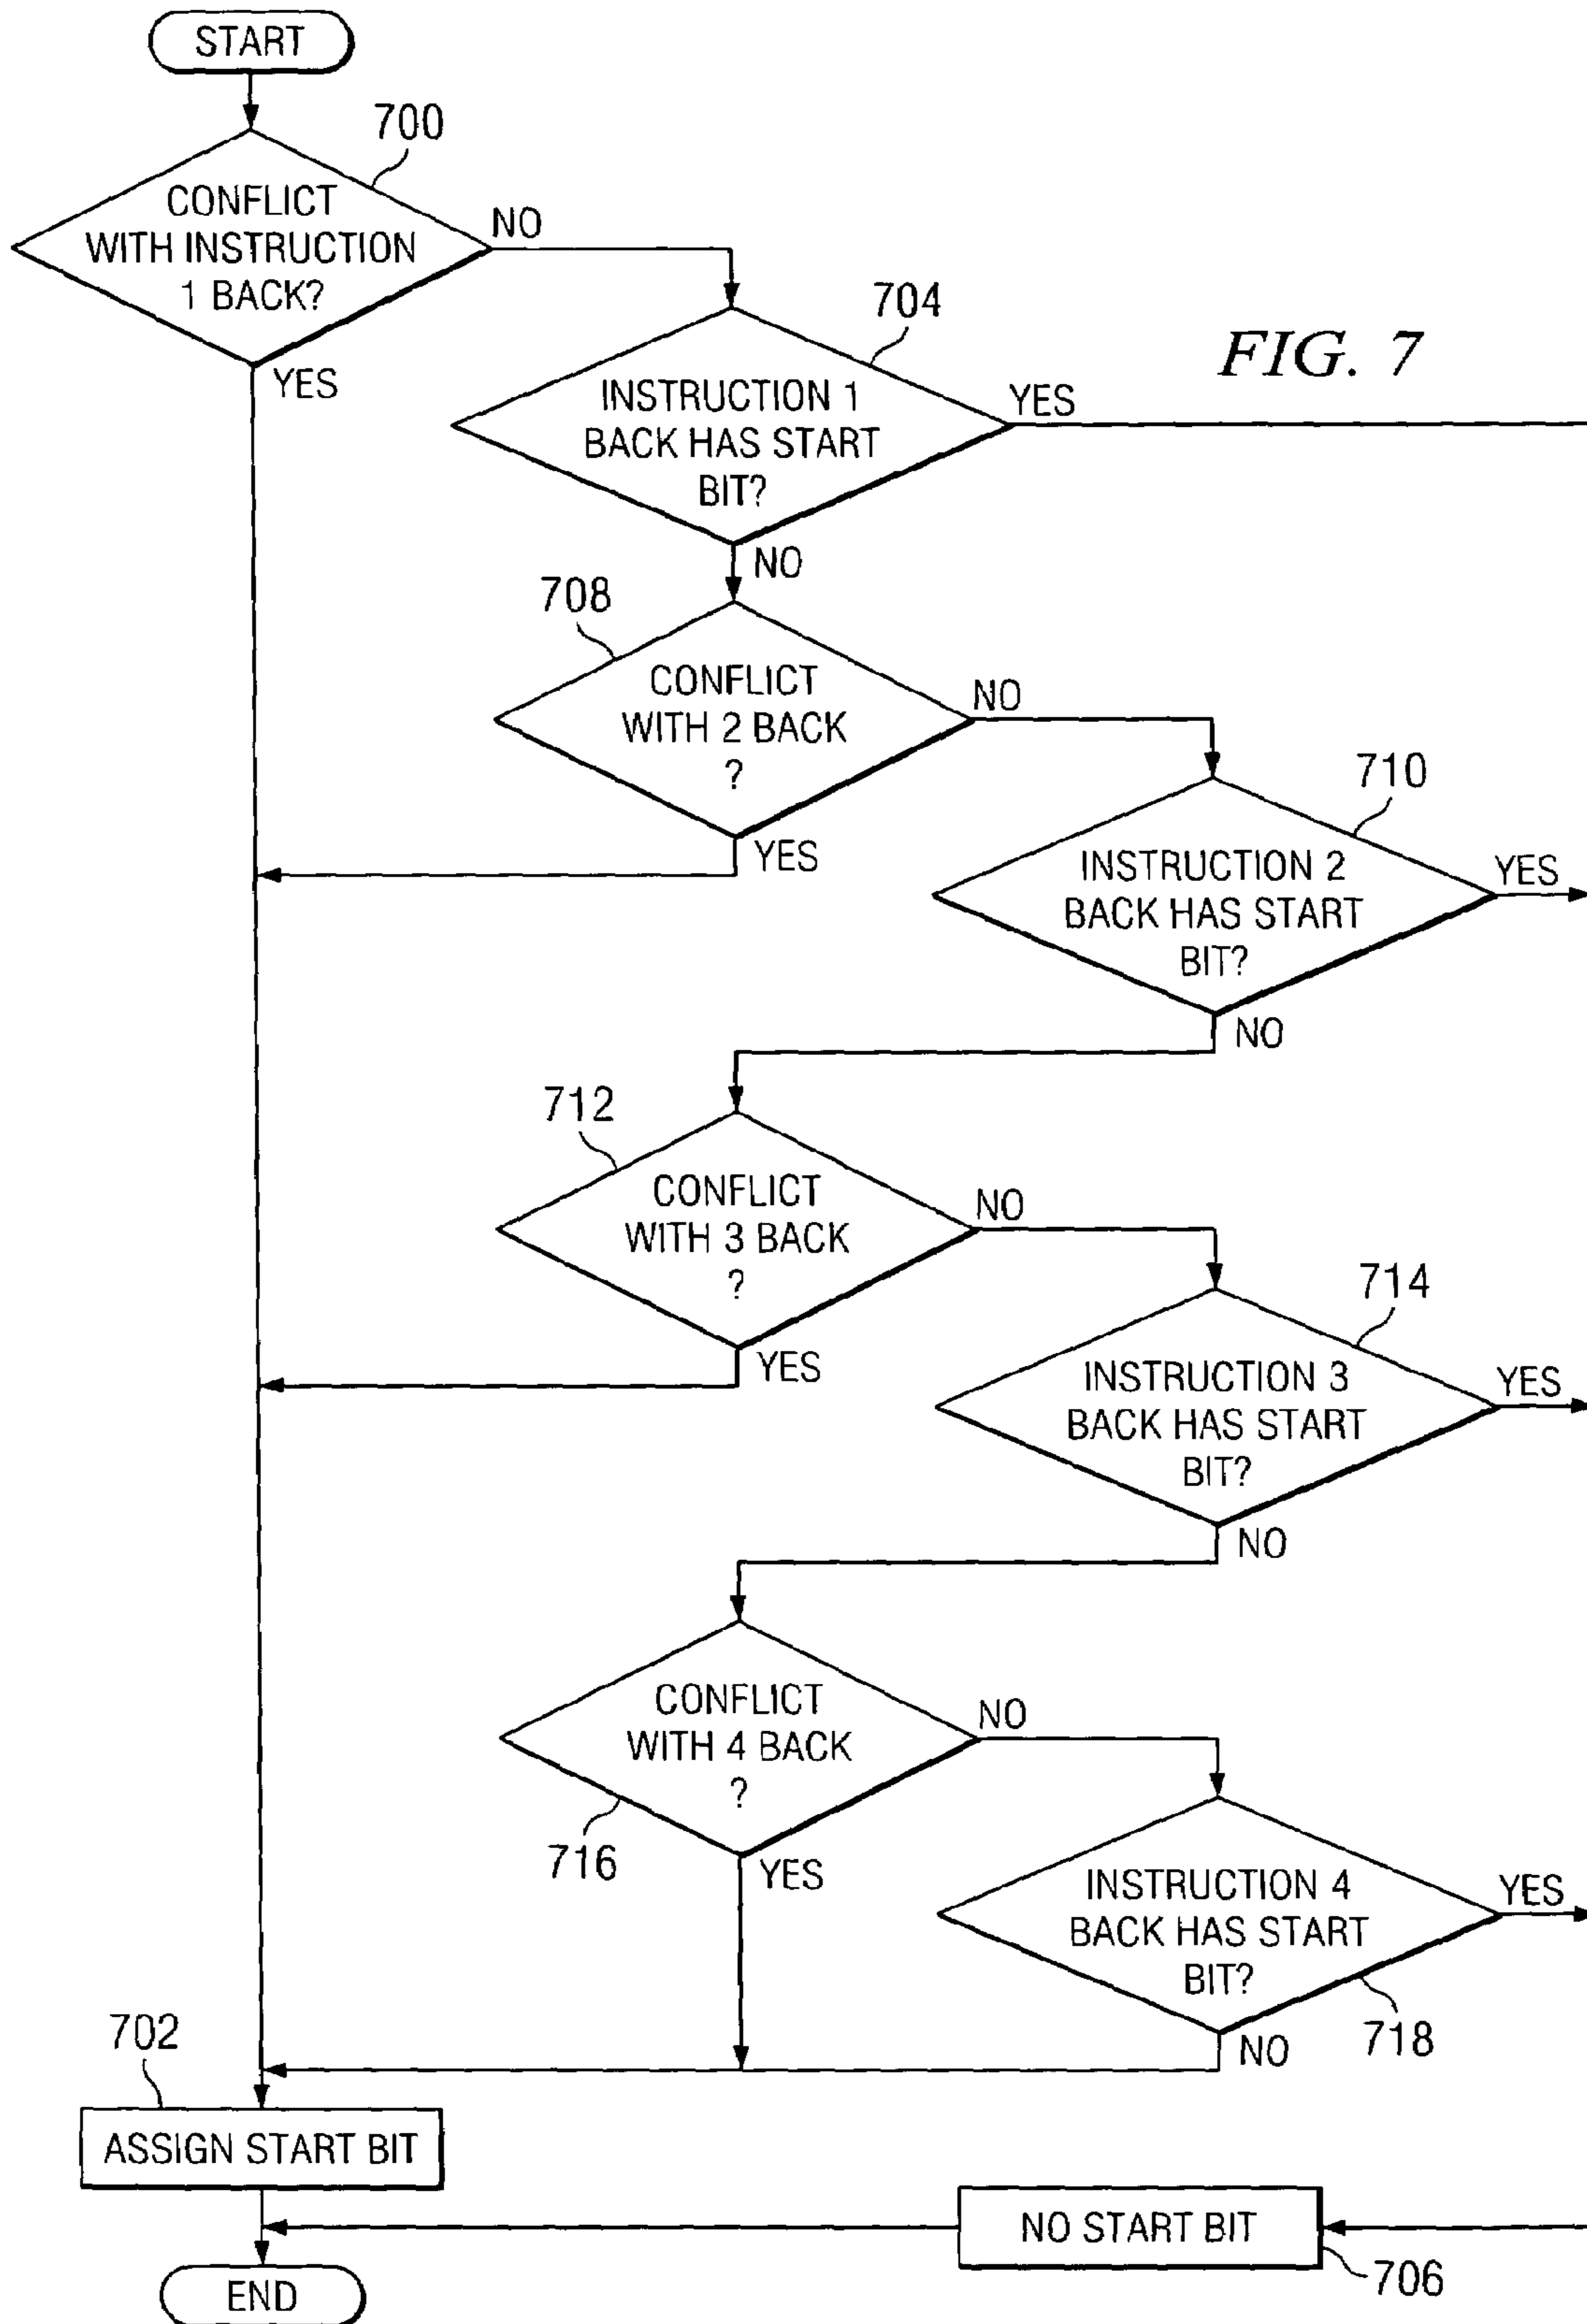 START
700
CONFLICT
WITH INSTRUCTION
1 BACK?
NO
YES
704
INSTRUCTION 1
BACK HAS START
BIT?
YES
NO
FIG. 7
708
CONFLICT
WITH 2 BACK
?
NO
YES
710
INSTRUCTION 2
BACK HAS START
BIT?
YES
NO
712
CONFLICT
WITH 3 BACK
?
NO
YES
714
INSTRUCTION 3
BACK HAS START
BIT?
YES
NO
CONFLICT
WITH 4 BACK
?
NO
716
YES
INSTRUCTION 4
BACK HAS START
BIT?
YES
718
NO
702
ASSIGN START BIT
NO START BIT
706
END